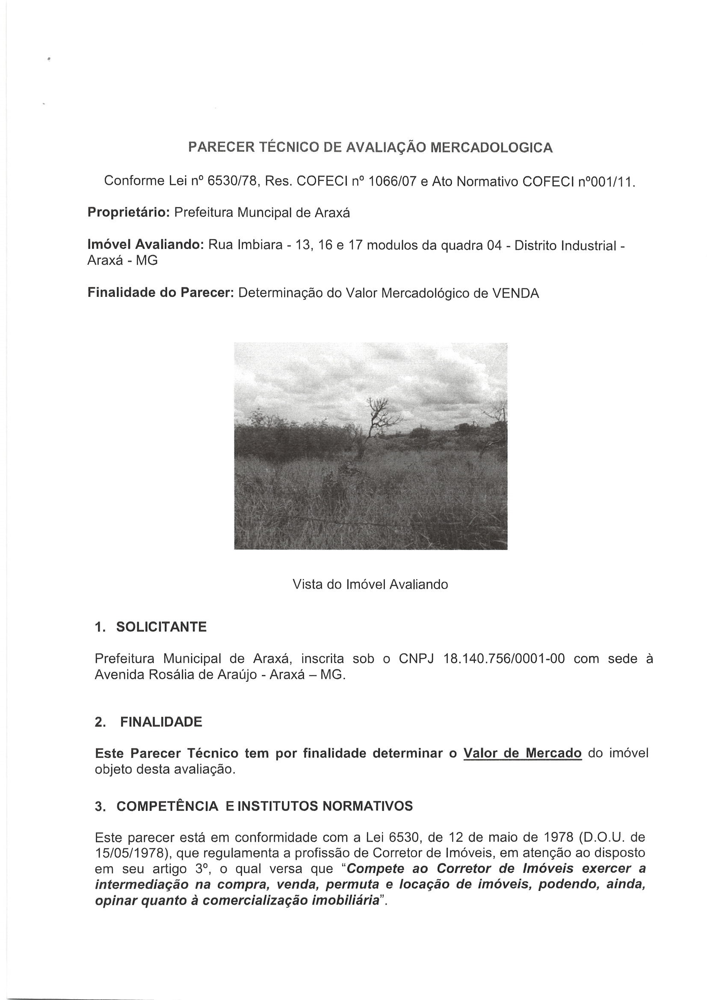 PARECER TÉCNICO DE AVALIAÇÃO MERCADOLOGICA
Conforme Lei nº 6530/78, Res. COFECI nº 1066/07 e Ato Normativo COFECI nº001/11.
Proprietário: Prefeitura Muncipal de Araxá
Imóvel Avaliando: Rua Imbiara - 13, 16 e 17 modulos da quadra 04 - Distrito Industrial -
Araxá - MG
Finalidade do Parecer: Determinação do Valor Mercadológico de VENDA
Vista do Imóvel Avaliando
1. SOLICITANTE
Prefeitura Municipal de Araxá, inscrita sob o CNPJ 18.140.756/0001-00 com sede à
Avenida Rosália de Araújo - Araxá – MG.
2. FINALIDADE
Este Parecer Técnico tem por finalidade determinar o Valor de Mercado do imóvel
objeto desta avaliação.
3. COMPETÊNCIA E INSTITUTOS NORMATIVOS
Este parecer está em conformidade com a Lei 6530, de 12 de maio de 1978 (D.O.U. de
15/05/1978), que regulamenta a profissão de Corretor de Imóveis, em atenção ao disposto
em seu artigo 3º, o qual versa que “Compete ao Corretor de Imóveis exercer a
intermediação na compra, venda, permuta e locação de imóveis, podendo, ainda,
opinar quanto à comercialização imobiliária”.